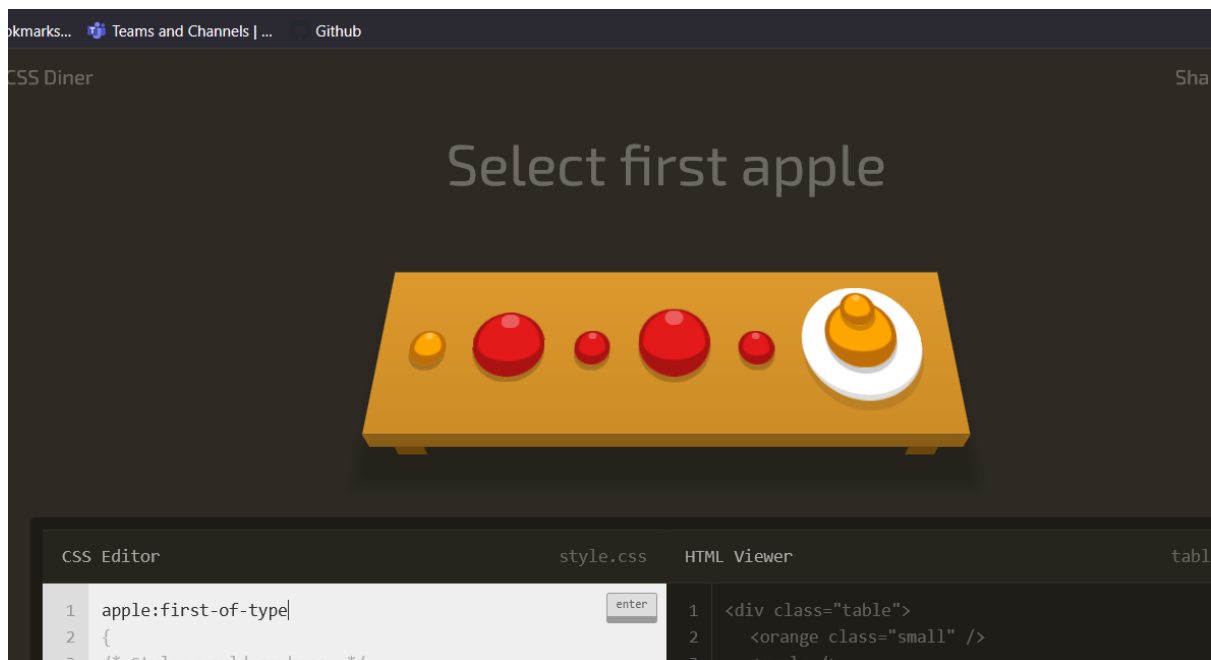 okmarks... Teams and Channels | ... Github
CSS Diner Sha
Select first apple
CSS Editor style.css HTML Viewer tabl
1 apple:first-of-type enter 1 <div class="table">
2 { 2 <orange class="small" />